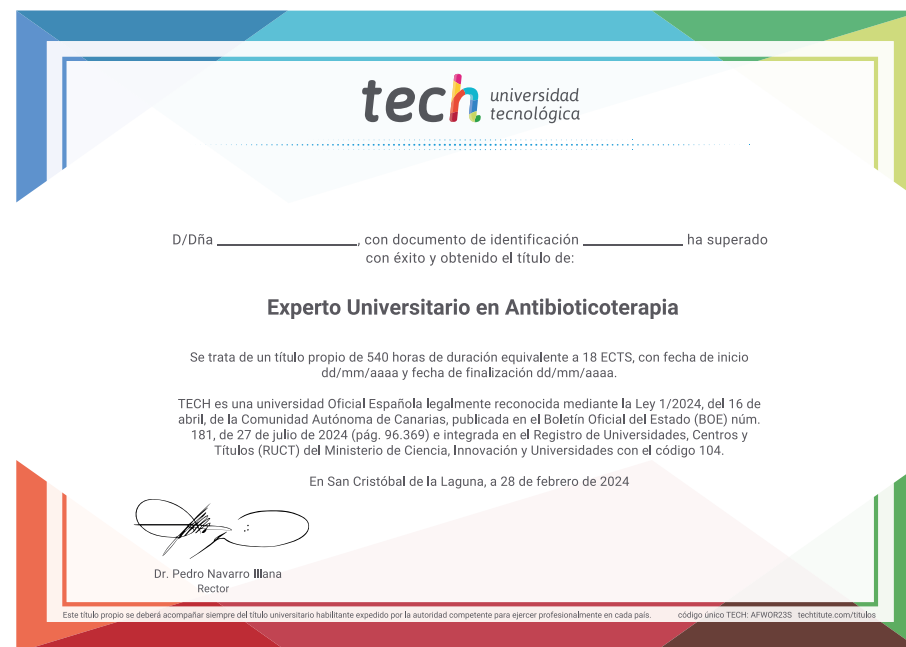 tech universidad
tecnológica
D/Dña ____________________, con documento de identificación ______________ ha superado
con éxito y obtenido el título de:
Experto Universitario en Antibioticoterapia
Se trata de un título propio de 540 horas de duración equivalente a 18 ECTS, con fecha de inicio
dd/mm/aaaa y fecha de finalización dd/mm/aaaa.
TECH es una universidad Oficial Española legalmente reconocida mediante la Ley 1/2024, del 16 de
abril, de la Comunidad Autónoma de Canarias, publicada en el Boletín Oficial del Estado (BOE) núm.
181, de 27 de julio de 2024 (pág. 96.369) e integrada en el Registro de Universidades, Centros y
Títulos (RUCT) del Ministerio de Ciencia, Innovación y Universidades con el código 104.
En San Cristóbal de la Laguna, a 28 de febrero de 2024
Dr. Pedro Navarro Illana
Rector
Este título propio se deberá acompañar siempre del título universitario habilitante expedido por la autoridad competente para ejercer profesionalmente en cada país. código único TECH: AFWOR23S techtitute.com/titulos